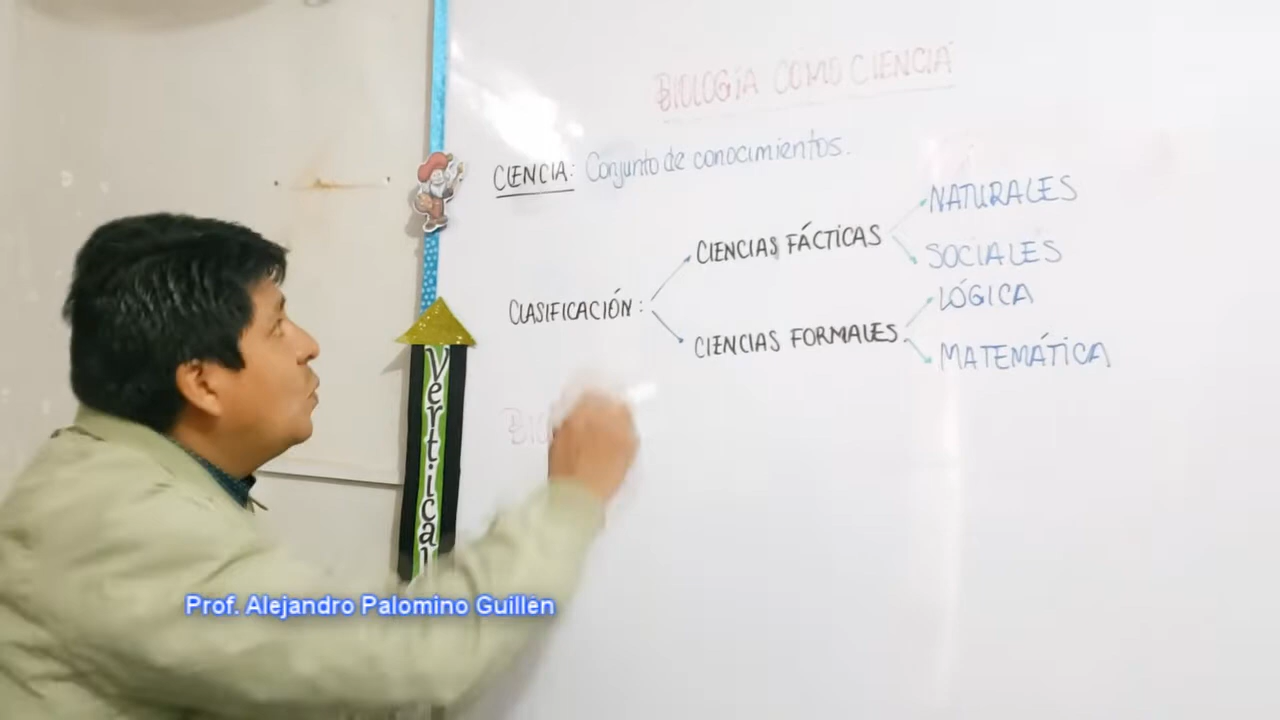 BIOLOGÍA COMO CIENCIA
CIENCIA: Conjunto de conocimientos.
NATURALES
CIENCIAS FÁCTICAS
SOCIALES
CLASIFICACIÓN:
LÓGICA
CIENCIAS FORMALES
MATEMÁTICA
Vertical
Prof. Alejandro Palomino Guillén